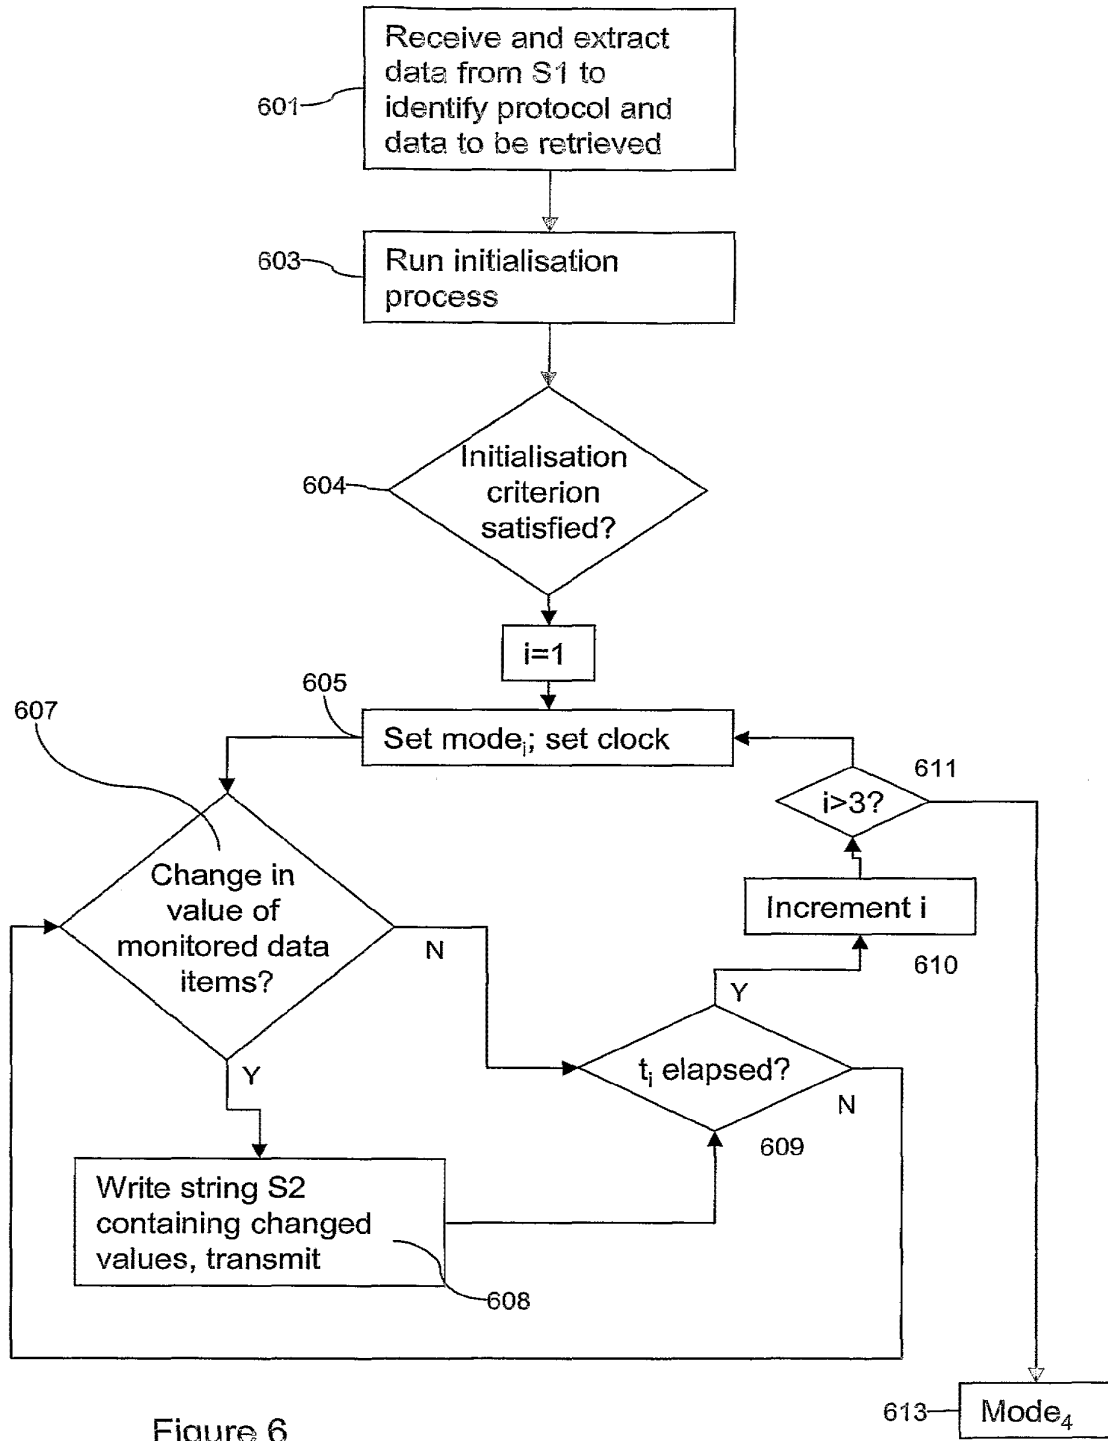 Receive and extract
data from S1 to
identify protocol and
data to be retrieved
601
Run initialisation
process
603
Initialisation
criterion
satisfied?
604
i=1
605
Set modeᵢ; set clock
607
Change in
value of
monitored data
items?
N
Y
Write string S2
containing changed
values, transmit
608
tᵢ elapsed?
Y
N
609
Increment i
610
i>3?
611
613
Mode₄
Figure 6